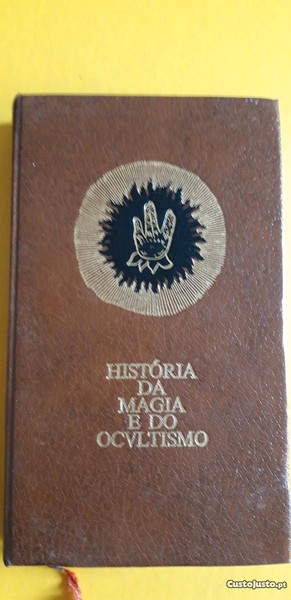 HISTÓRIA
DA
MAGIA
E DO
OCVLTISMO
CustoJusto.pt